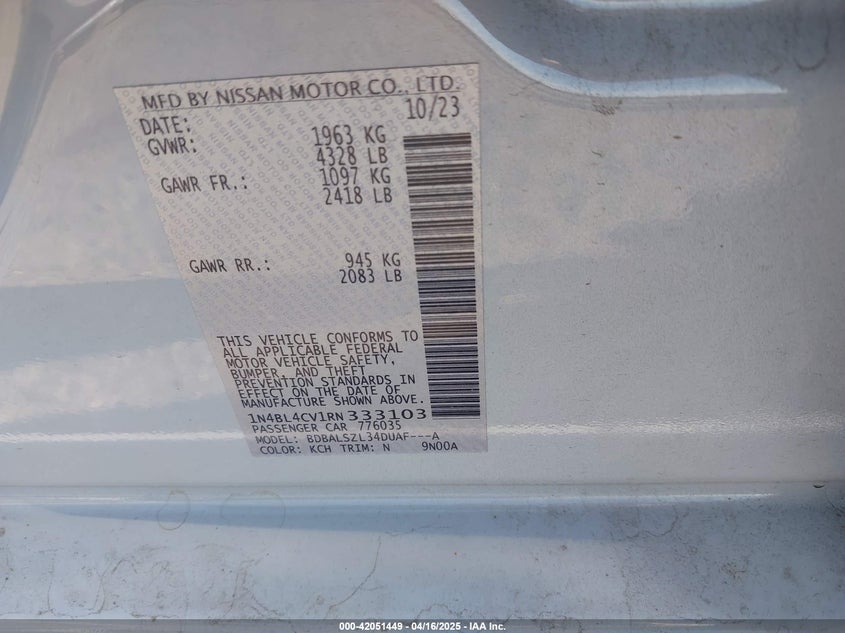 MFD BY NISSAN MOTOR CO., LTD.
DATE: 10/23
GVWR: 1963 KG
4328 LB
GAWR FR.: 1097 KG
2418 LB
GAWR RR.: 945 KG
2083 LB
THIS VEHICLE CONFORMS TO
ALL APPLICABLE FEDERAL
MOTOR VEHICLE SAFETY,
BUMPER, AND THEFT
PREVENTION STANDARDS IN
EFFECT ON THE DATE OF
MANUFACTURE SHOWN ABOVE.
1N4BL4CV1RN333103
PASSENGER CAR 776035
MODEL: BDBALSZL34DUAF---A
COLOR: KCH TRIM: N 9N00A
000-42051449 - 04/16/2025 - IAA Inc.